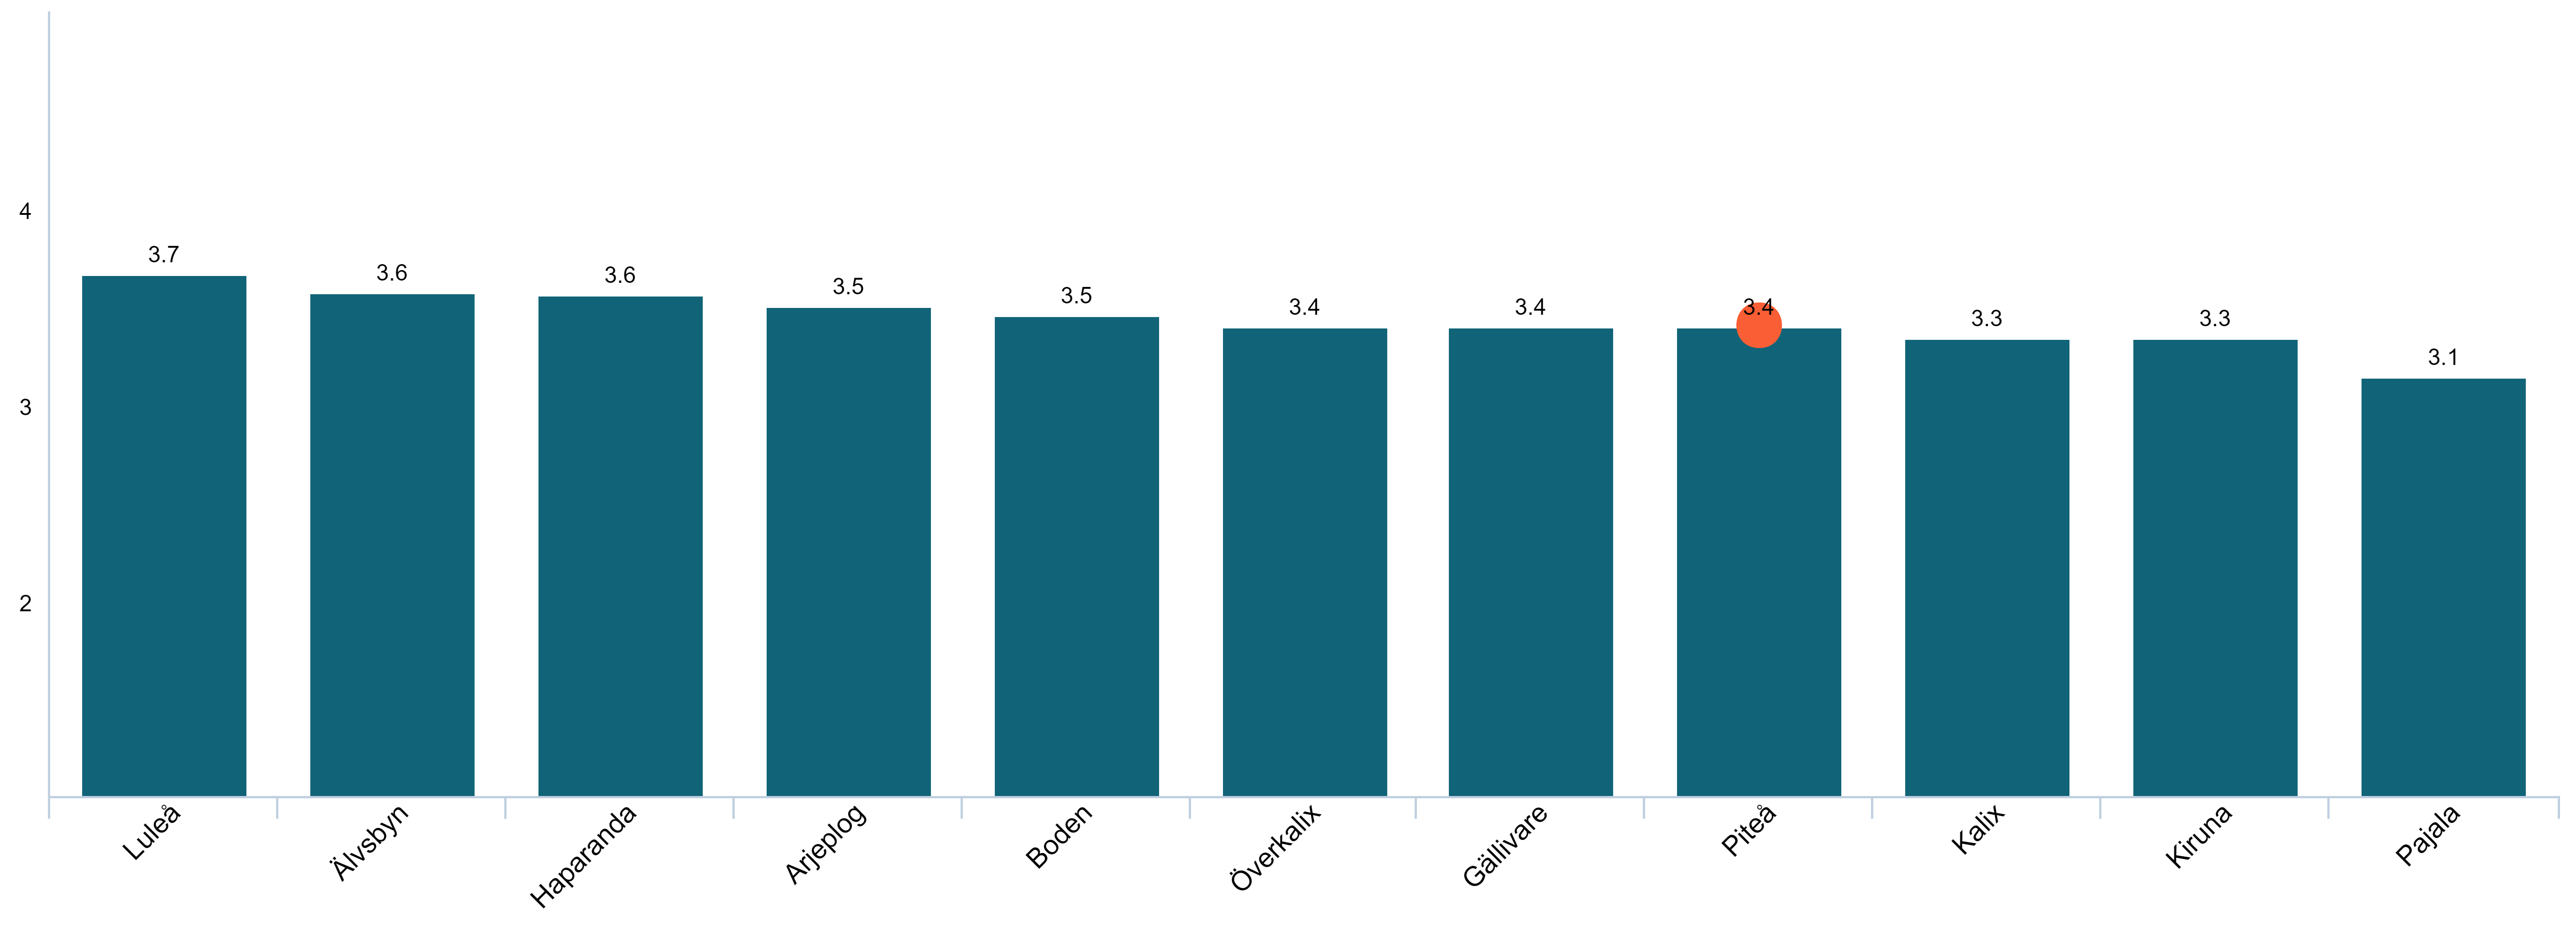 4
3
2
3.7
3.6
3.6
3.5
3.5
3.4
3.4
3.4
3.3
3.3
3.1
Luleå
Älvsbyn
Haparanda
Arjeplog
Boden
Överkalix
Gällivare
Piteå
Kalix
Kiruna
Pajala